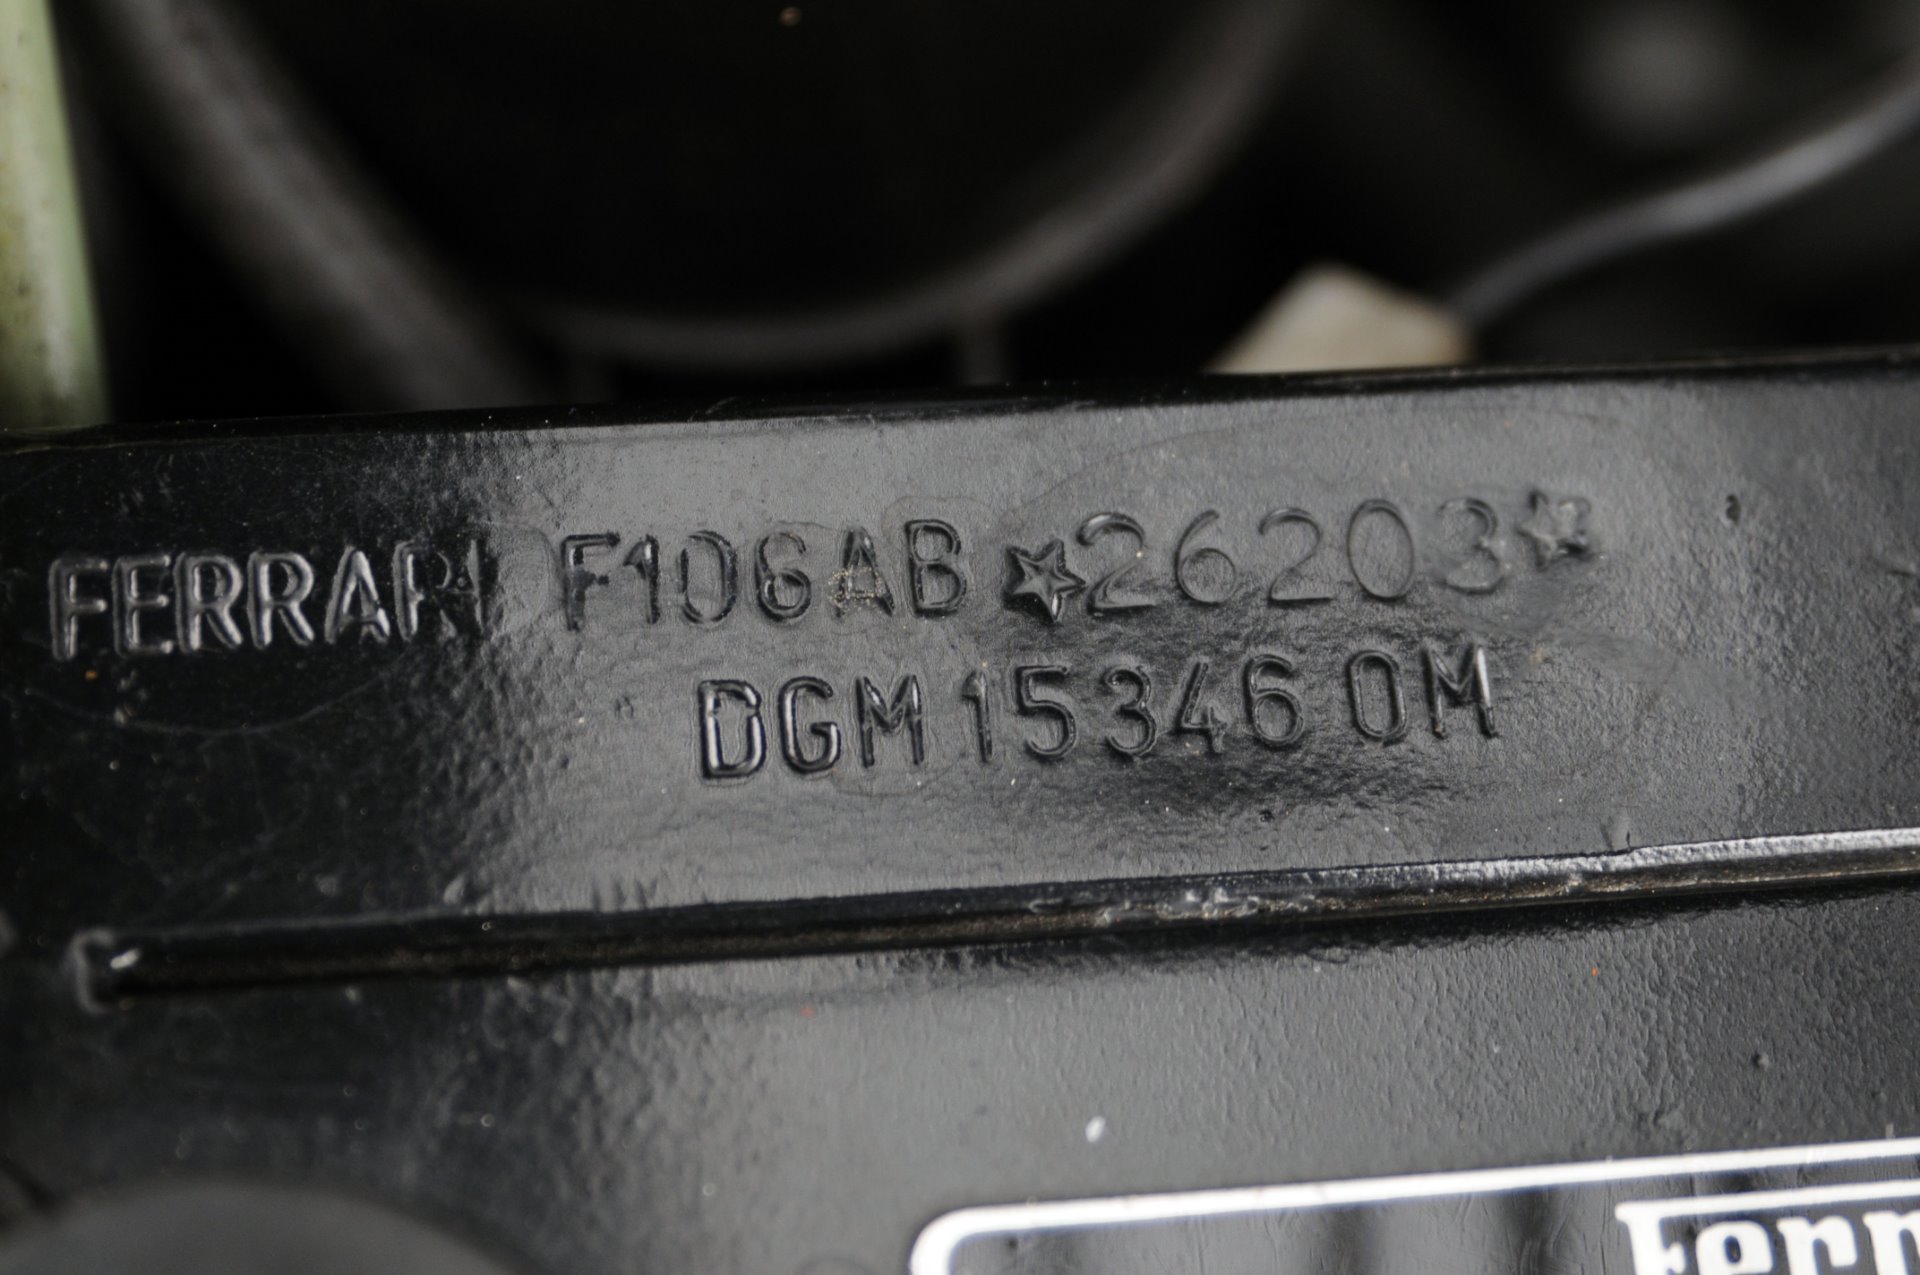 FERRARI F106AB ☆26203☆
DGM 15346 OM